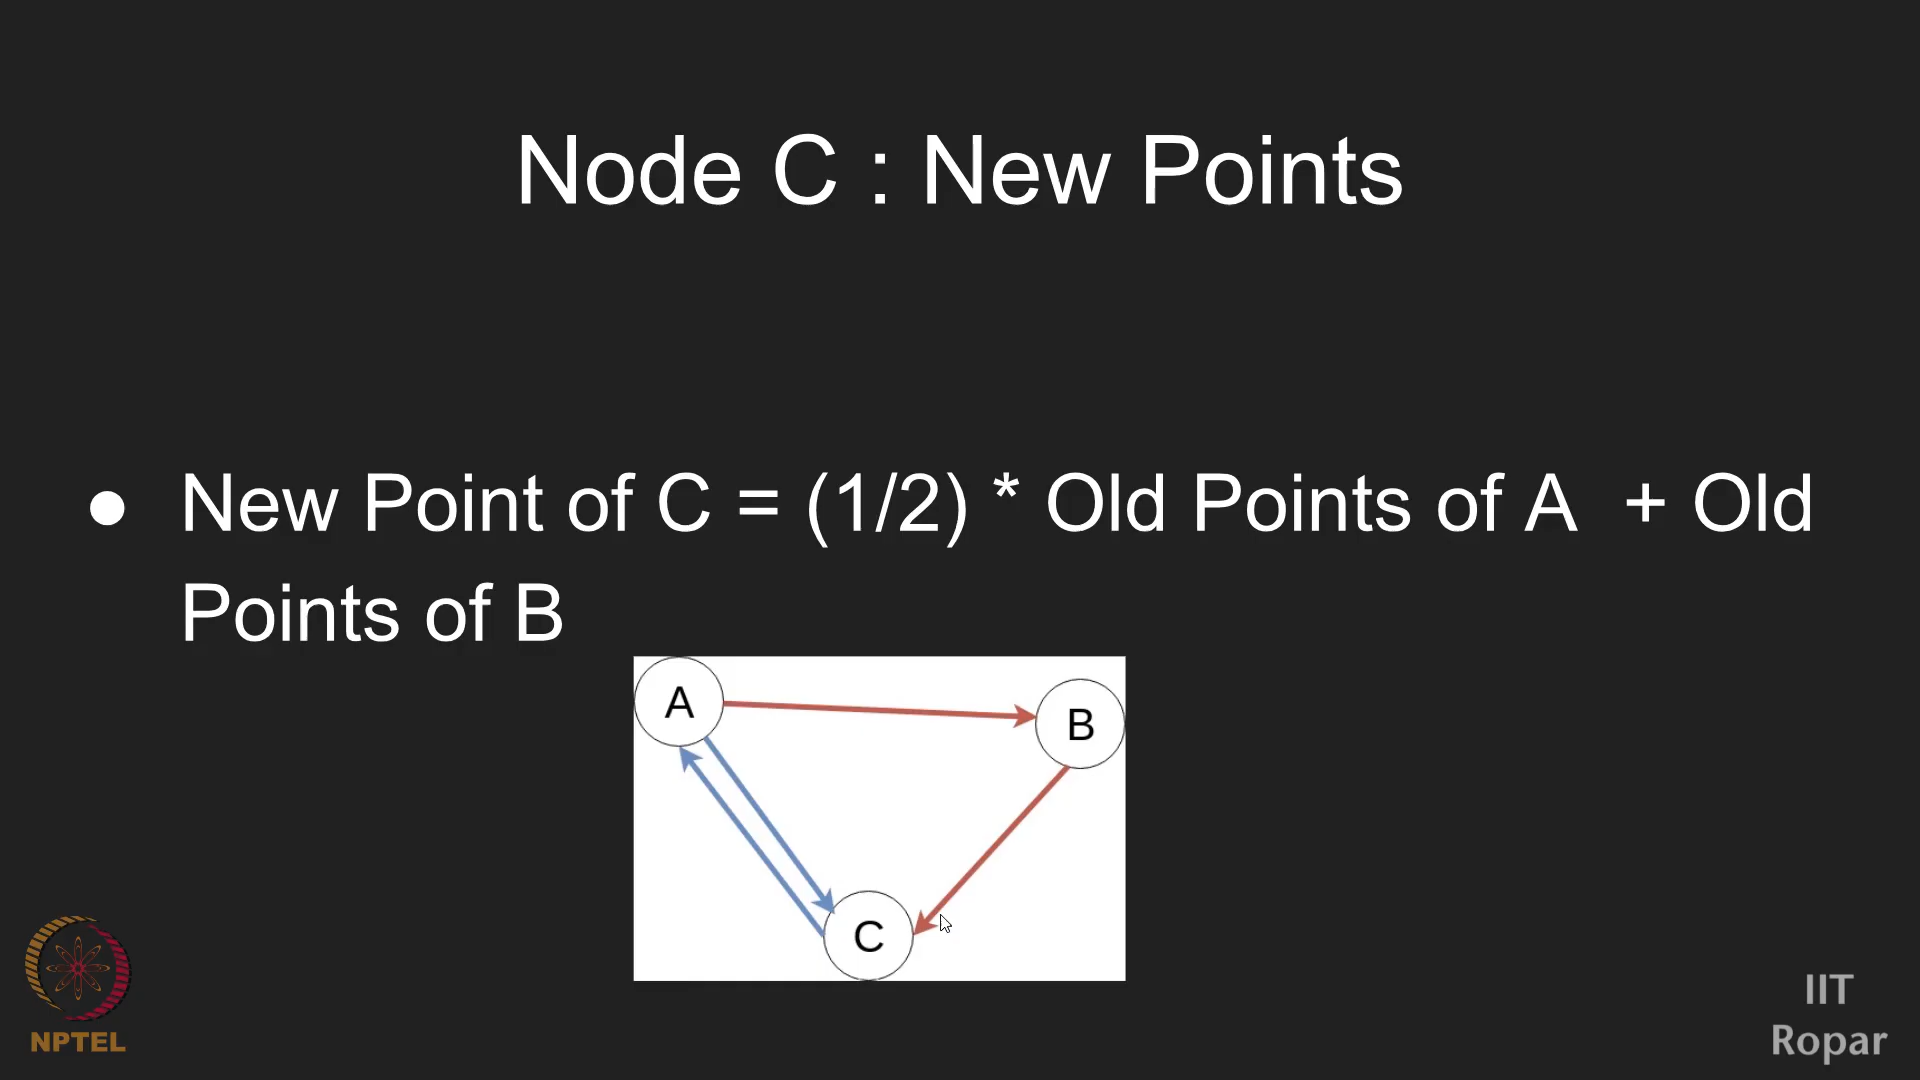 Node C : New Points
● New Point of C = (1/2) * Old Points of A + Old
Points of B
A
B
C
NPTEL
IIT
Ropar